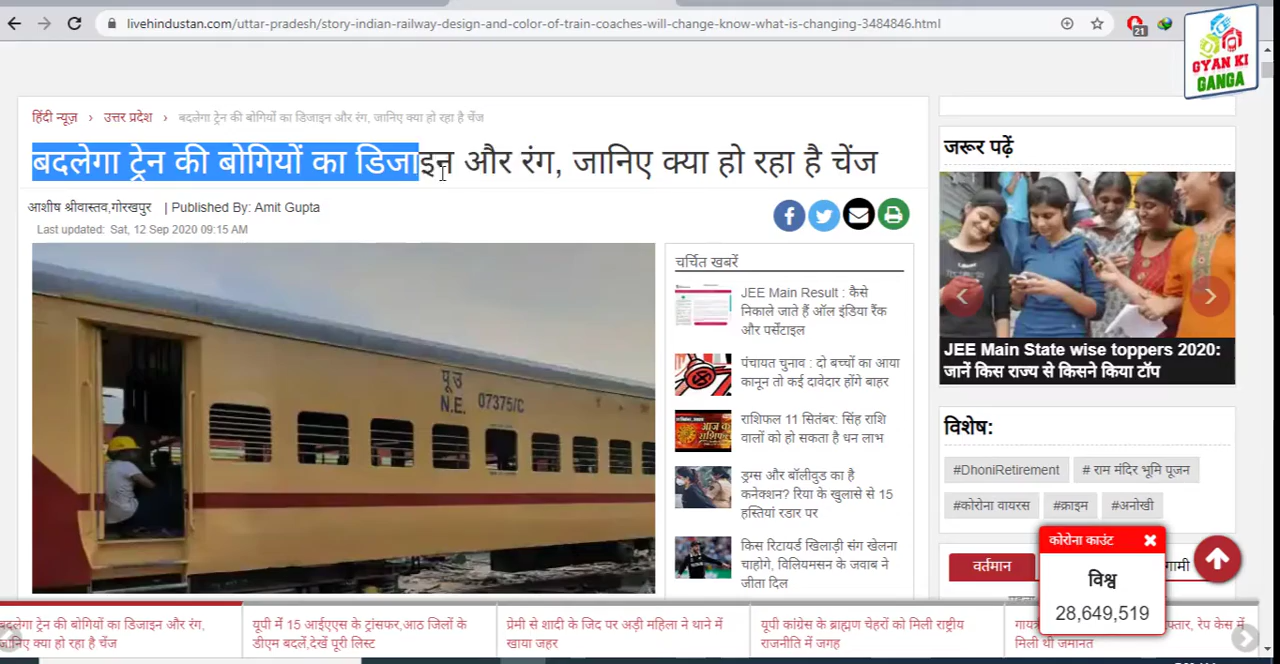 livehindustan.com/uttar-pradesh/story-indian-railway-design-and-color-of-train-coaches-will-change-know-what-is-changing-3484846.html
21
GYAN KI
GANGA
हिंदी न्यूज़ › उत्तर प्रदेश › बदलेगा ट्रेन की बोगियों का डिजाइन और रंग, जानिए क्या हो रहा है चेंज
बदलेगा ट्रेन की बोगियों का डिजाइन और रंग, जानिए क्या हो रहा है चेंज
आशीष श्रीवास्तव,गोरखपुर | Published By: Amit Gupta
Last updated: Sat, 12 Sep 2020 09:15 AM
यू उ
N.E. 07375/C
चर्चित खबरें
JEE Main Result : कैसे
निकाले जाते हैं ऑल इंडिया रैंक
और पर्सेंटाइल
पंचायत चुनाव : दो बच्चों का आया
कानून तो कई दावेदार होंगे बाहर
राशिफल 11 सितंबर: सिंह राशि
वालों को हो सकता है धन लाभ
ड्रग्स और बॉलीवुड का है
कनेक्शन? रिया के खुलासे से 15
हस्तियां रडार पर
किस रिटायर्ड खिलाड़ी संग खेलना
चाहोगे, विलियमसन के जवाब ने
जीता दिल
जरूर पढ़ें
JEE Main State wise toppers 2020:
जानें किस राज्य से किसने किया टॉप
विशेष:
#DhoniRetirement # राम मंदिर भूमि पूजन
#कोरोना वायरस #क्राइम #अनोखी
वर्तमान
गामी
कोरोना काउंट
विश्व
28,649,519
बदलेगा ट्रेन की बोगियों का डिजाइन और रंग,
जानिए क्या हो रहा है चेंज
यूपी में 15 आईएएस के ट्रांसफर,आठ जिलों के
डीएम बदलें,देखें पूरी लिस्ट
प्रेमी से शादी के जिद पर अड़ी महिला ने थाने में
खाया जहर
यूपी कांग्रेस के ब्राह्मण चेहरों को मिली राष्ट्रीय
राजनीति में जगह
गायत्री
फ्तार, रेप केस में
मिली थी जमानत